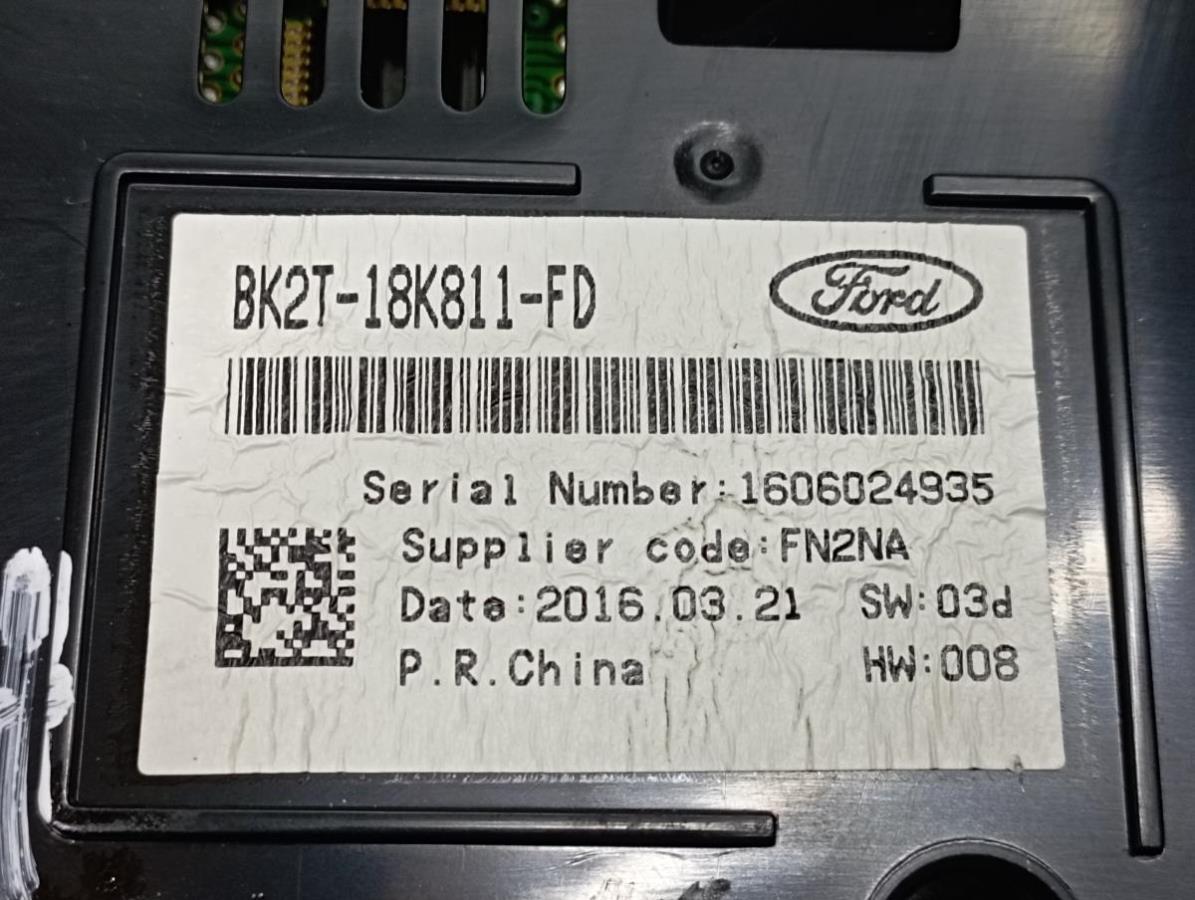 BK2T-18K811-FD
Ford
Serial Number:1606024935
Supplier code:FN2NA
Date:2016.03.21 SW:03d
P.R.China HW:008